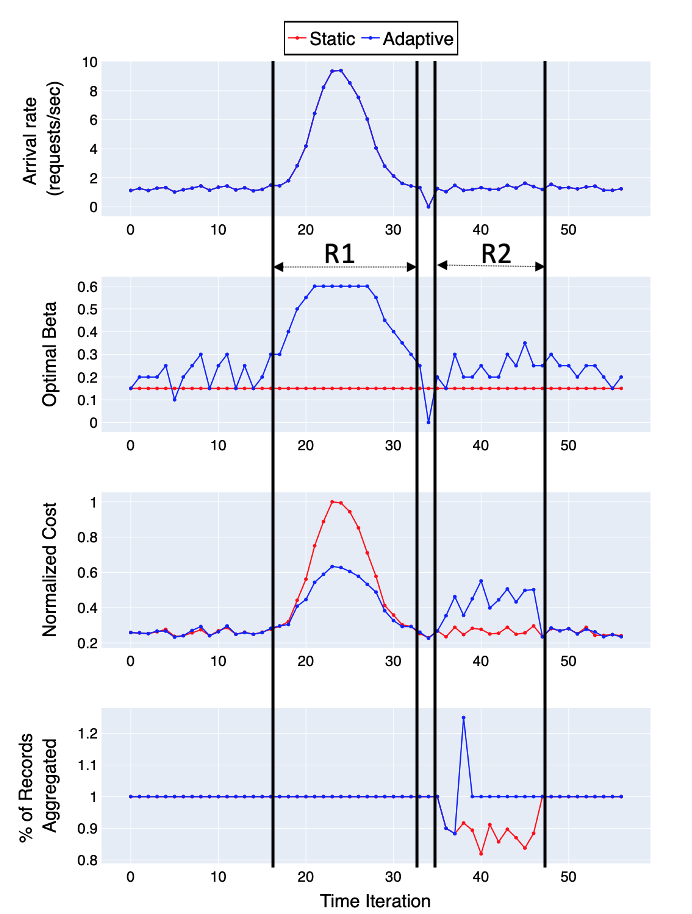 Static Adaptive
Arrival rate
(requests/sec)
10
8
6
4
2
0
0 10 20 30 40 50
R1 R2
Optimal Beta
0.6
0.5
0.4
0.3
0.2
0.1
0
0 10 20 30 40 50
Normalized Cost
1
0.8
0.6
0.4
0.2
0 10 20 30 40 50
% of Records
Aggregated
1.2
1.1
1
0.9
0.8
0 10 20 30 40 50
Time Iteration